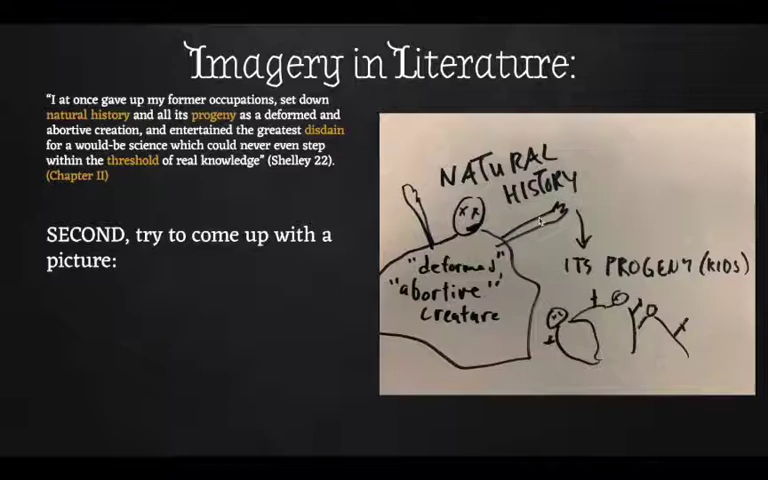 Imagery in Literature:
"I at once gave up my former occupations, set down
natural history and all its progeny as a deformed and
abortive creation, and entertained the greatest disdain
for a would-be science which could never even step
within the threshold of real knowledge" (Shelley 22).
(Chapter II)
SECOND, try to come up with a
picture:
NATURAL
HISTORY
"deformed",
"abortive"
creature
ITS PROGENY (KIDS)